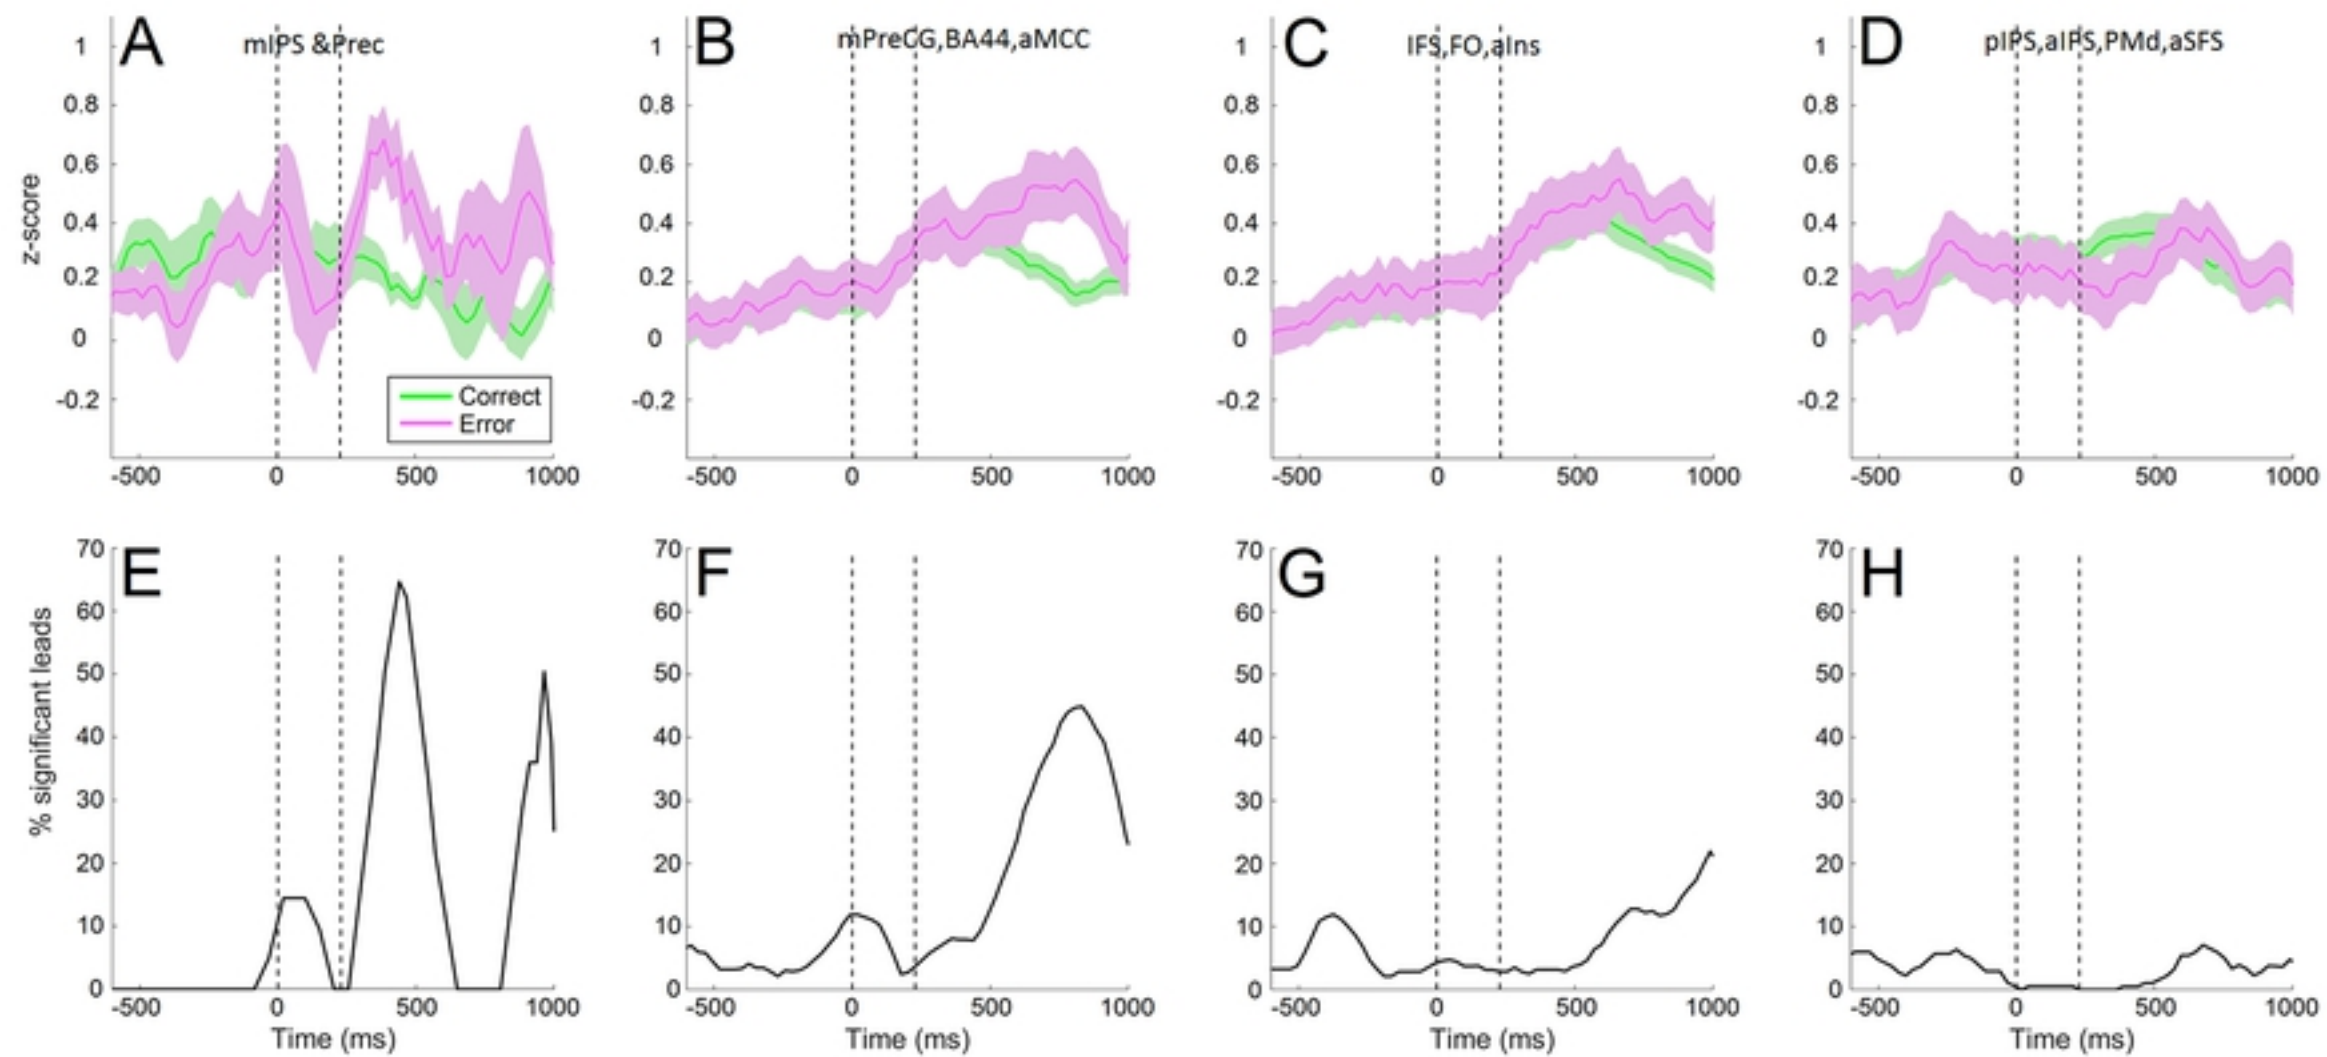 A
mIPS &Prec
1
0.8
0.6
0.4
0.2
0
-0.2
z-score
Correct
Error
-500 0 500 1000
B
mPreCG,BA44,aMCC
1
0.8
0.6
0.4
0.2
0
-0.2
-500 0 500 1000
C
IFS,FO,aIns
1
0.8
0.6
0.4
0.2
0
-0.2
-500 0 500 1000
D
pIPS,aIPS,PMd,aSFS
1
0.8
0.6
0.4
0.2
0
-0.2
-500 0 500 1000
E
70
60
50
40
30
20
10
0
% significant leads
-500 0 500 1000
Time (ms)
F
70
60
50
40
30
20
10
0
-500 0 500 1000
Time (ms)
G
70
60
50
40
30
20
10
0
-500 0 500 1000
Time (ms)
H
70
60
50
40
30
20
10
0
-500 0 500 1000
Time (ms)